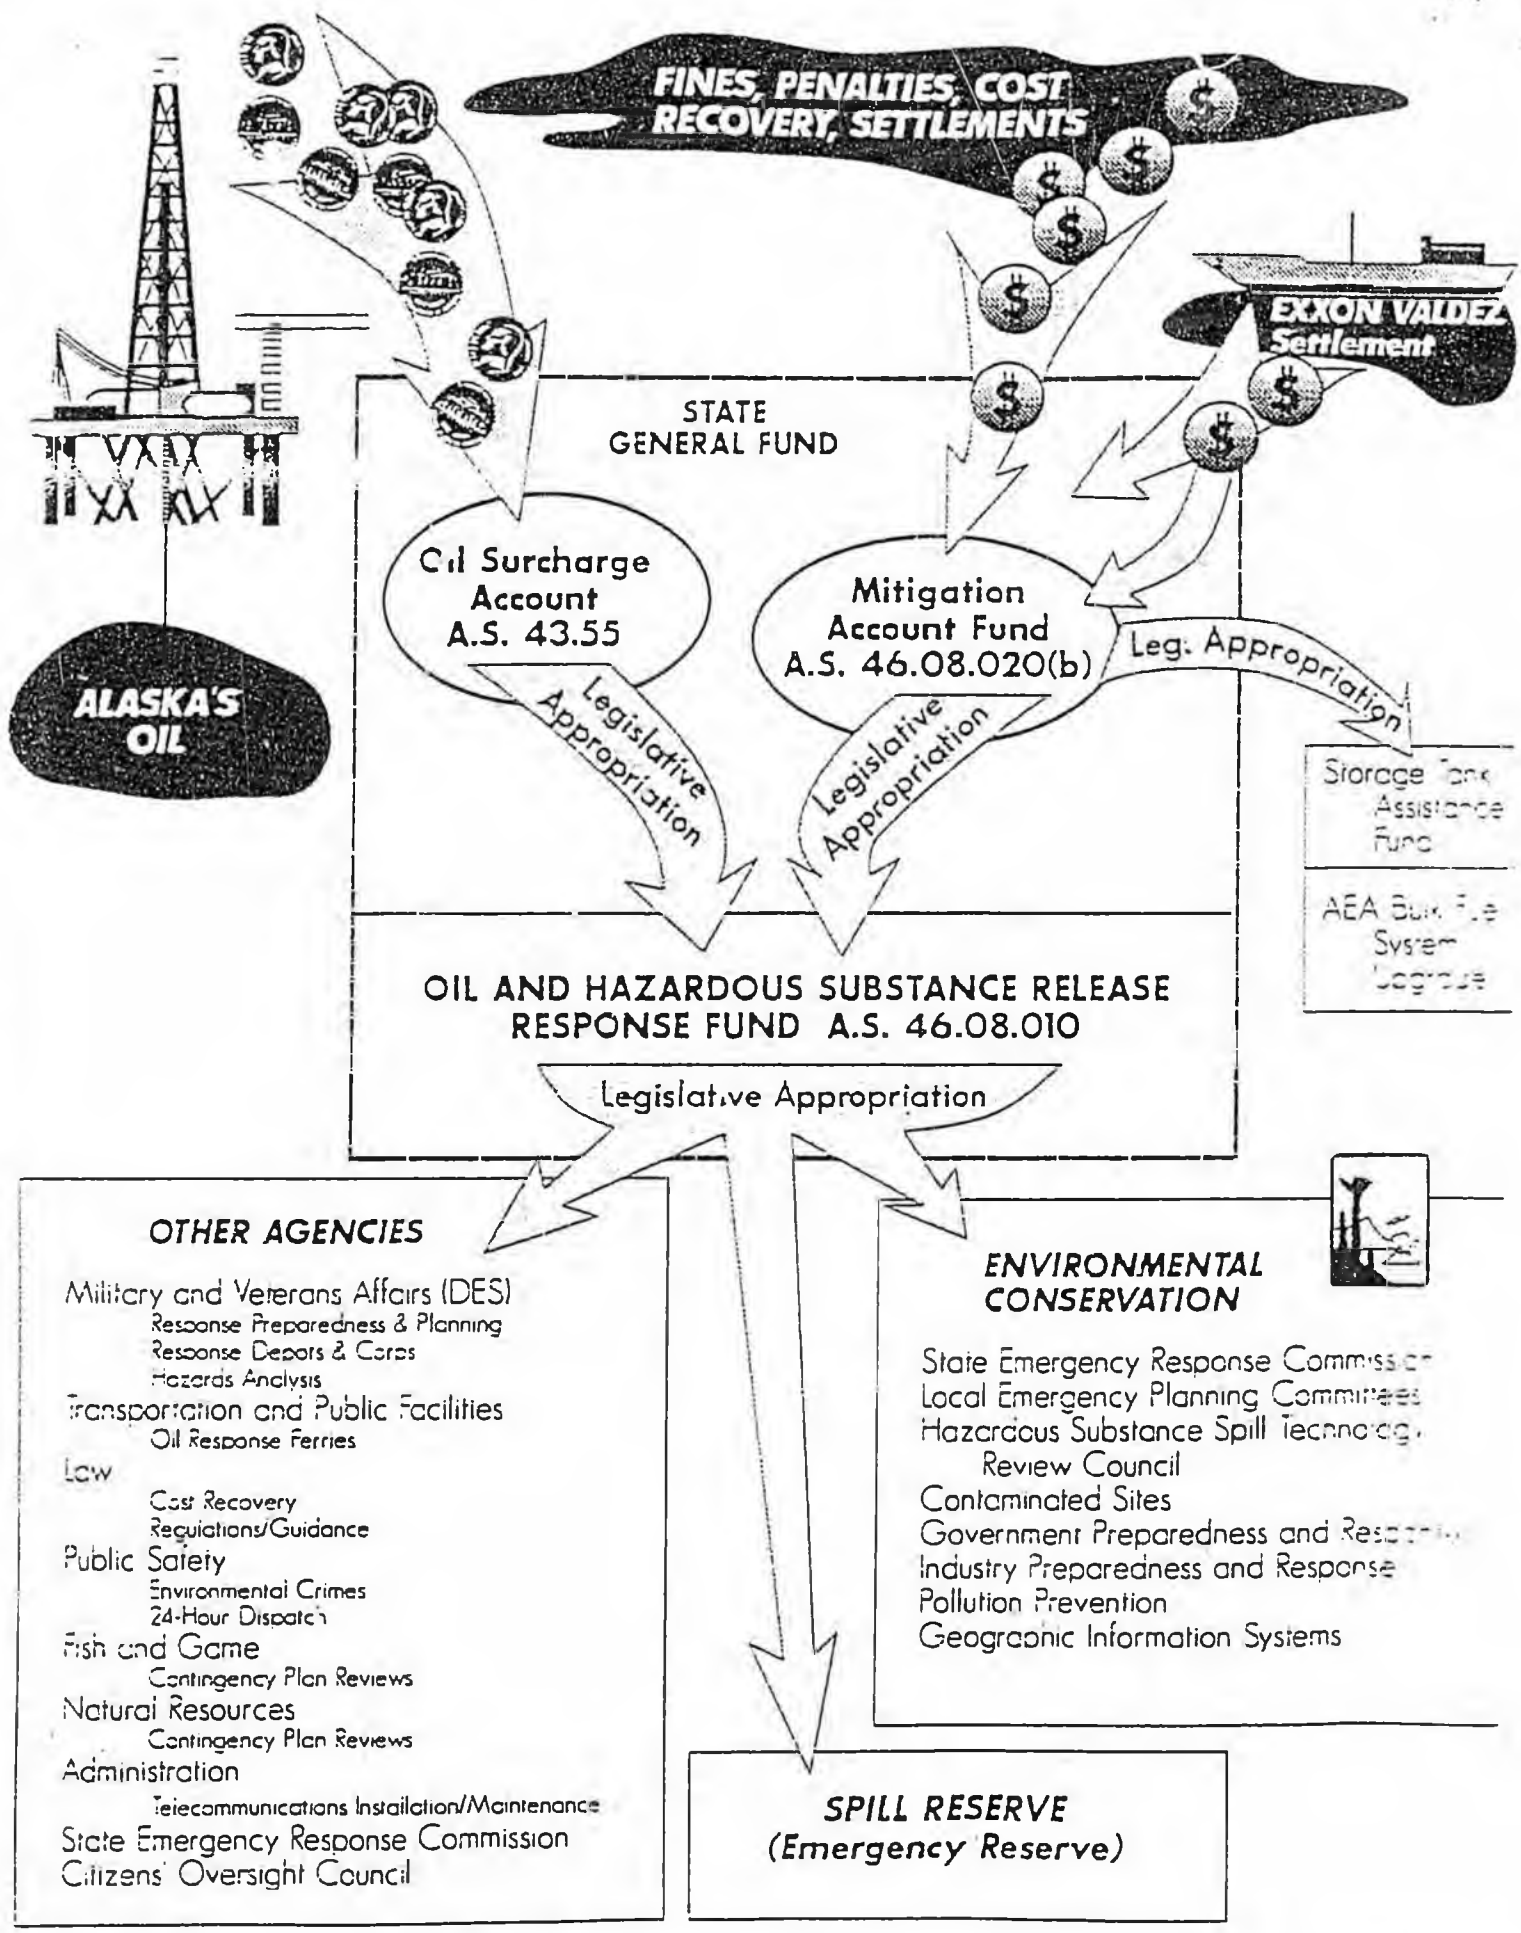 FINES, PENALTIES, COST
RECOVERY, SETTLEMENTS
EXXON VALDEZ
Settlement
STATE
GENERAL FUND
ALASKA'S
OIL
Oil Surcharge
Account
A.S. 43.55
Mitigation
Account Fund
A.S. 46.08.020(b)
Leg. Appropriation
Legislative
Appropriation
Legislative
Appropriation
Storage Tank
Assistance
Fund
AEA Bulk
System
Upgrade
OIL AND HAZARDOUS SUBSTANCE RELEASE
RESPONSE FUND A.S. 46.08.010
Legislative Appropriation
OTHER AGENCIES
Military and Veterans Affairs (DES)
Response Preparedness & Planning
Response Depots & Corps
Hazards Analysis
Transportation and Public Facilities
Oil Response Ferries
Law
Cost Recovery
Regulations/Guidance
Public Safety
Environmental Crimes
24-Hour Dispatch
Fish and Game
Contingency Plan Reviews
Natural Resources
Contingency Plan Reviews
Administration
Telecommunications Installation/Maintenance
State Emergency Response Commission
Citizens' Oversight Council
ENVIRONMENTAL
CONSERVATION
State Emergency Response Commission
Local Emergency Planning Committees
Hazardous Substance Spill Technology
Review Council
Contaminated Sites
Government Preparedness and Response
Industry Preparedness and Response
Pollution Prevention
Geographic Information Systems
SPILL RESERVE
(Emergency Reserve)